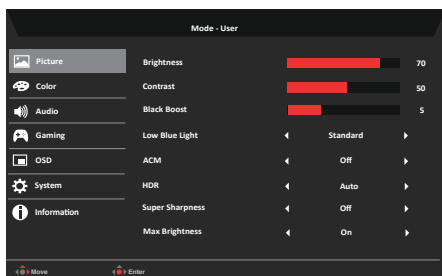 Mode - User
Picture
Brightness 70
Color
Contrast 50
Audio
Black Boost 5
Gaming
Low Blue Light Standard
OSD
ACM Off
System
HDR Auto
Information
Super Sharpness Off
Max Brightness On
Move Enter